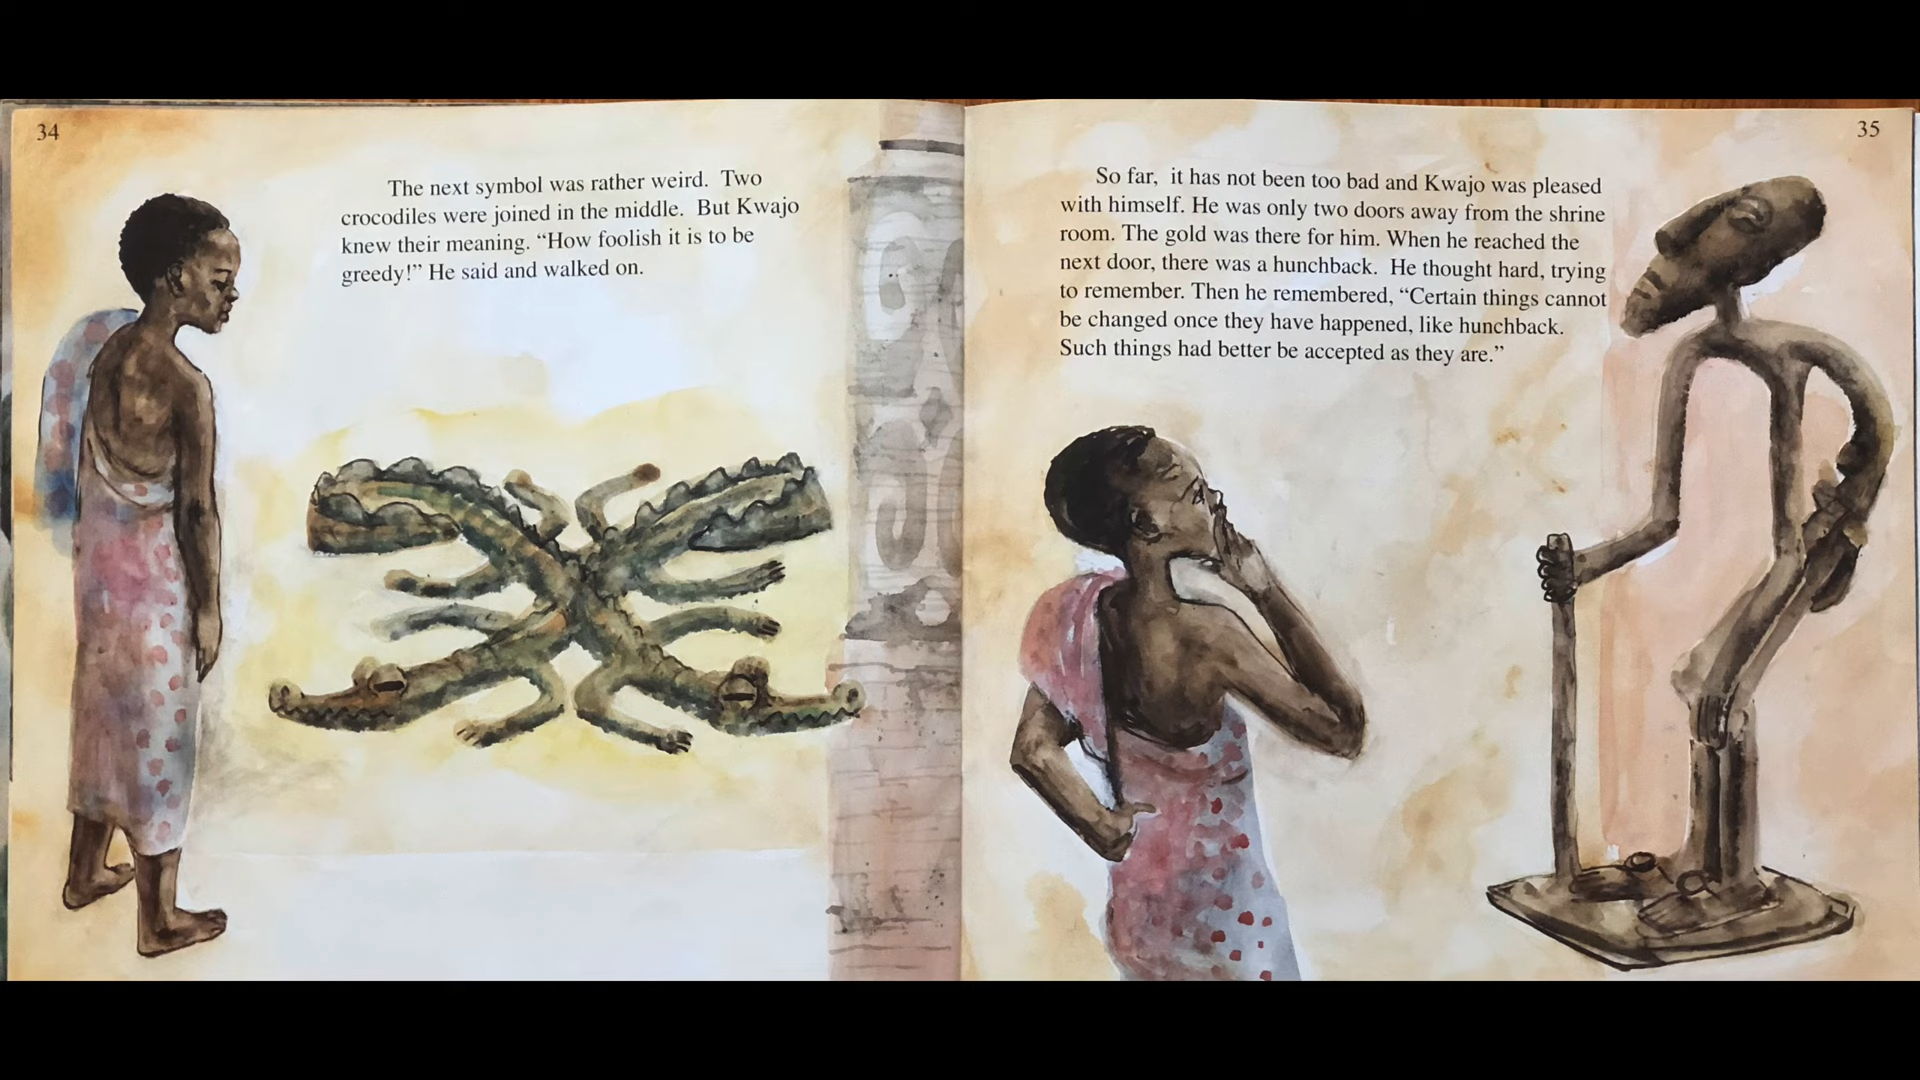 34
The next symbol was rather weird. Two
crocodiles were joined in the middle. But Kwajo
knew their meaning. “How foolish it is to be
greedy!” He said and walked on.
35
So far, it has not been too bad and Kwajo was pleased
with himself. He was only two doors away from the shrine
room. The gold was there for him. When he reached the
next door, there was a hunchback. He thought hard, trying
to remember. Then he remembered, “Certain things cannot
be changed once they have happened, like hunchback.
Such things had better be accepted as they are.”